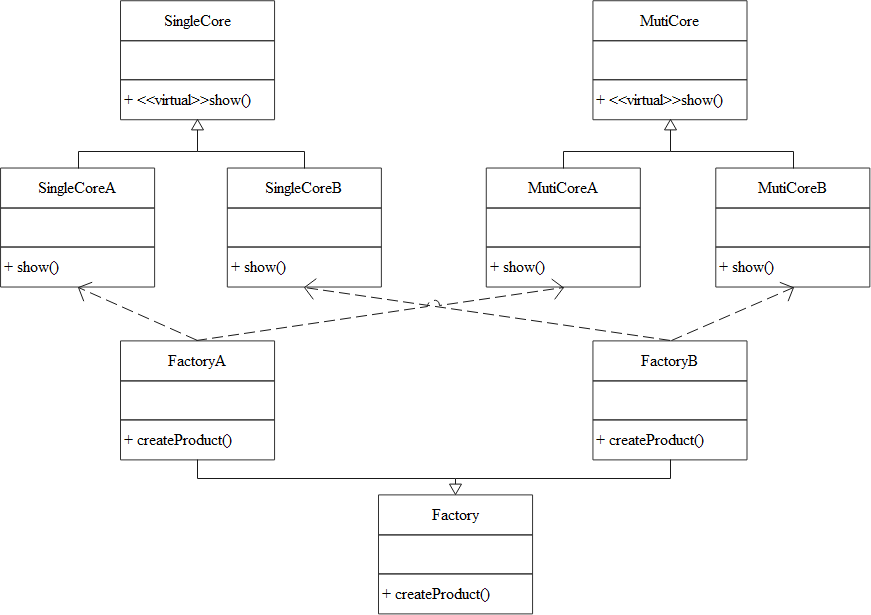 SingleCore
MutiCore
+ <<virtual>>show()
+ <<virtual>>show()
SingleCoreA
SingleCoreB
MutiCoreA
MutiCoreB
+ show()
+ show()
+ show()
+ show()
FactoryA
FactoryB
+ createProduct()
+ createProduct()
Factory
+ createProduct()